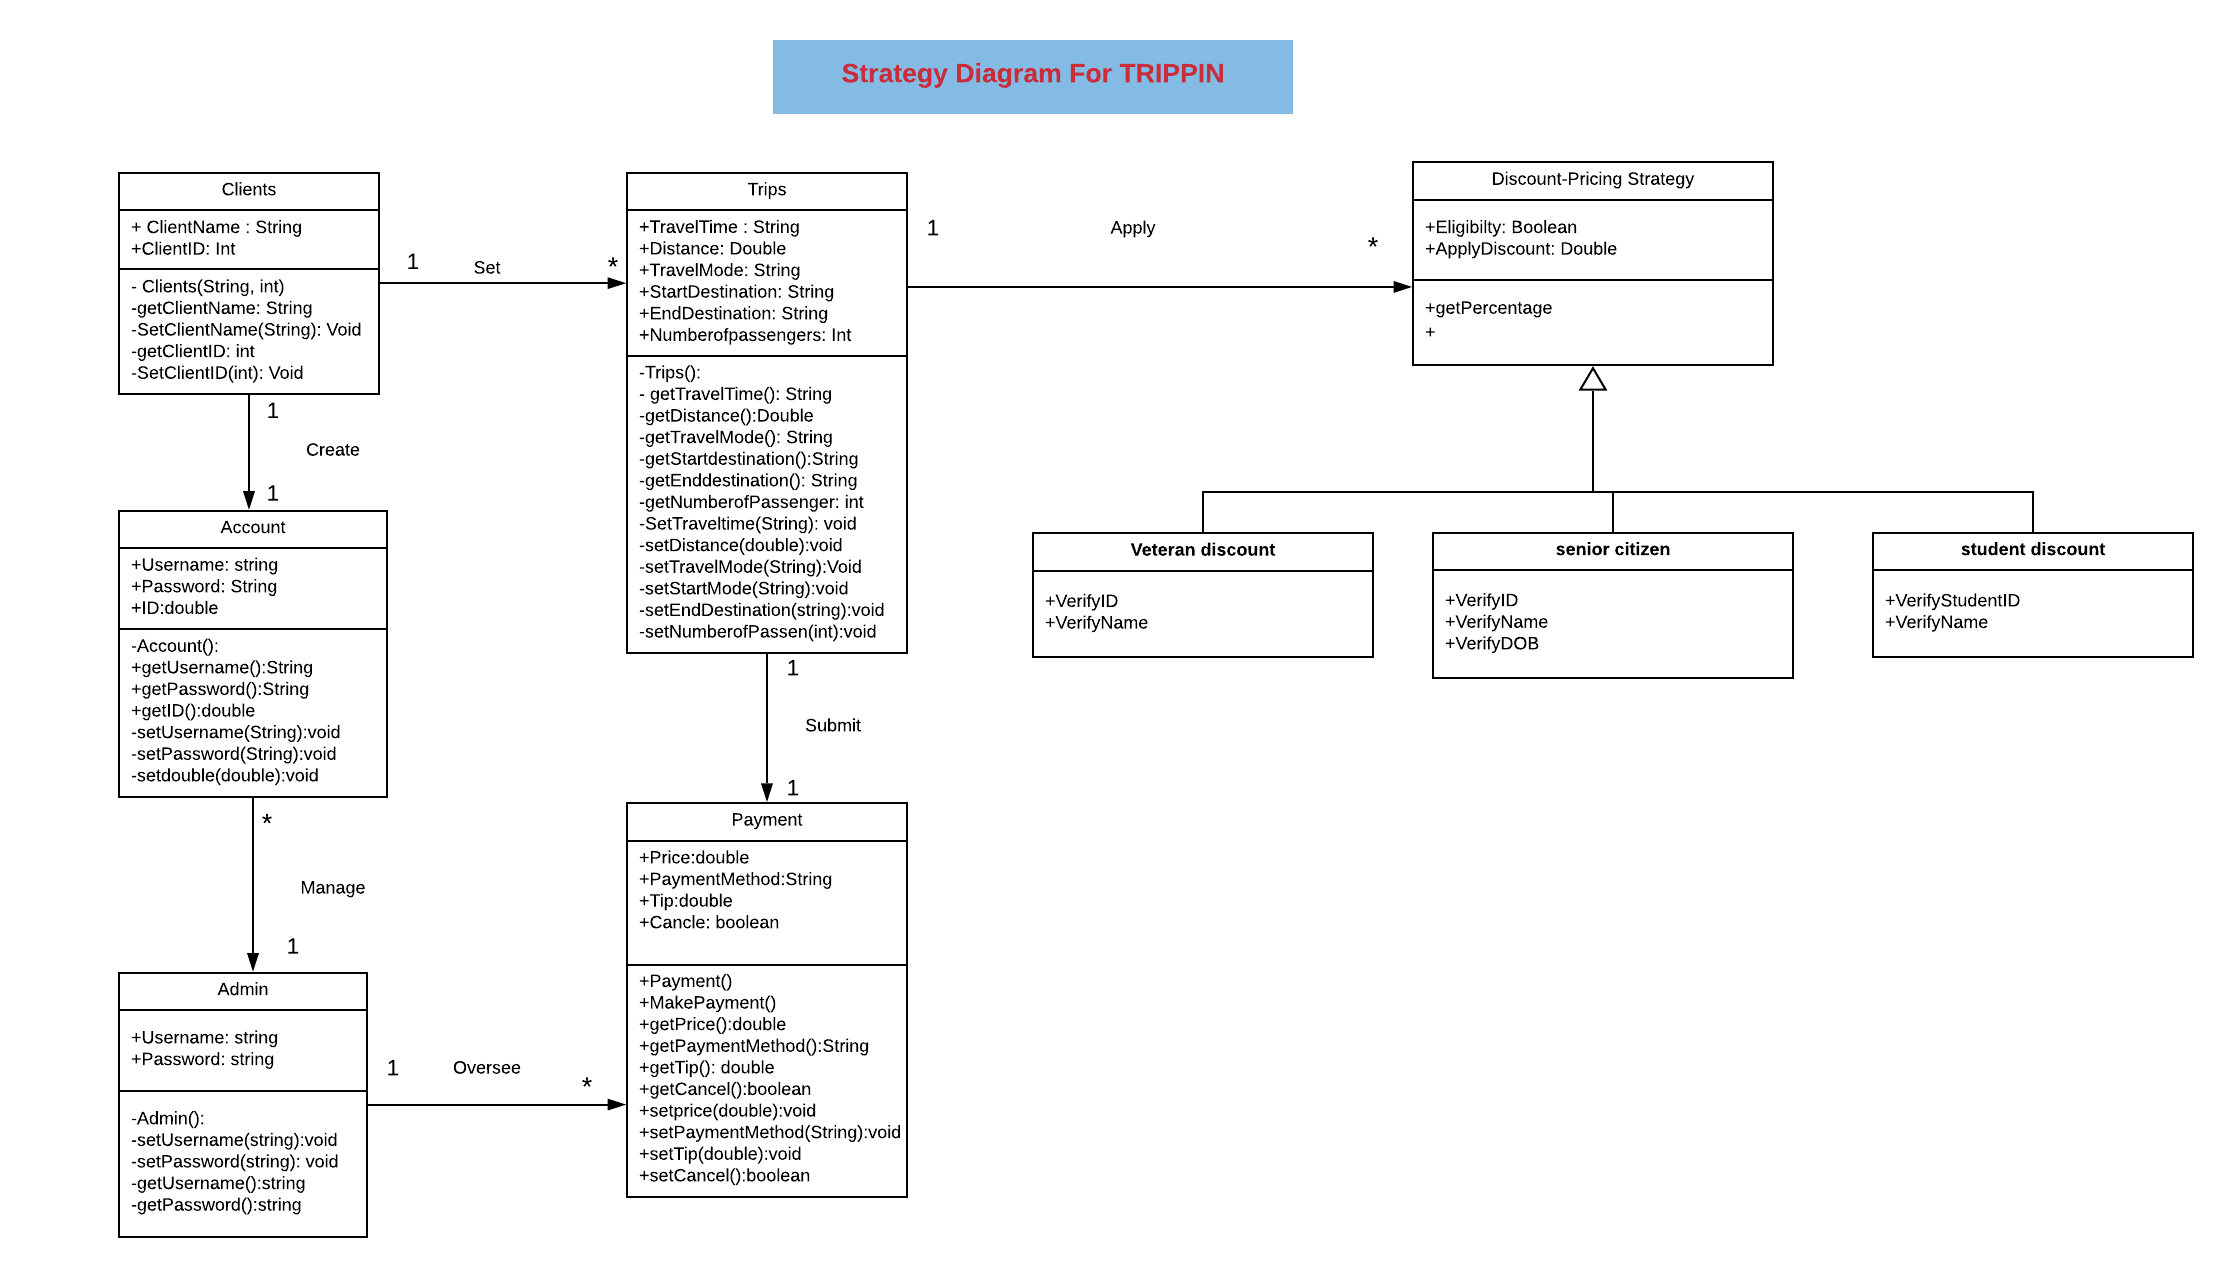 Strategy Diagram For TRIPPIN
Clients
+ ClientName : String
+ClientID: Int
- Clients(String, int)
-getClientName: String
-SetClientName(String): Void
-getClientID: int
-SetClientID(int): Void
1
Set
*
Trips
+TravelTime : String
+Distance: Double
+TravelMode: String
+StartDestination: String
+EndDestination: String
+Numberofpassengers: Int
-Trips():
- getTravelTime(): String
-getDistance():Double
-getTravelMode(): String
-getStartdestination():String
-getEnddestination(): String
-getNumberofPassenger: int
-SetTraveltime(String): void
-setDistance(double):void
-setTravelMode(String):Void
-setStartMode(String):void
-setEndDestination(string):void
-setNumberofPassen(int):void
1
Apply
*
Discount-Pricing Strategy
+Eligibilty: Boolean
+ApplyDiscount: Double
+getPercentage
+
Veteran discount
+VerifyID
+VerifyName
senior citizen
+VerifyID
+VerifyName
+VerifyDOB
student discount
+VerifyStudentID
+VerifyName
1
Create
1
Account
+Username: string
+Password: String
+ID:double
-Account():
+getUsername():String
+getPassword():String
+getID():double
-setUsername(String):void
-setPassword(String):void
-setdouble(double):void
*
Manage
1
Admin
+Username: string
+Password: string
-Admin():
-setUsername(string):void
-setPassword(string): void
-getUsername():string
-getPassword():string
1
Oversee
*
1
Submit
1
Payment
+Price:double
+PaymentMethod:String
+Tip:double
+Cancle: boolean
+Payment()
+MakePayment()
+getPrice():double
+getPaymentMethod():String
+getTip(): double
+getCancel():boolean
+setprice(double):void
+setPaymentMethod(String):void
+setTip(double):void
+setCancel():boolean